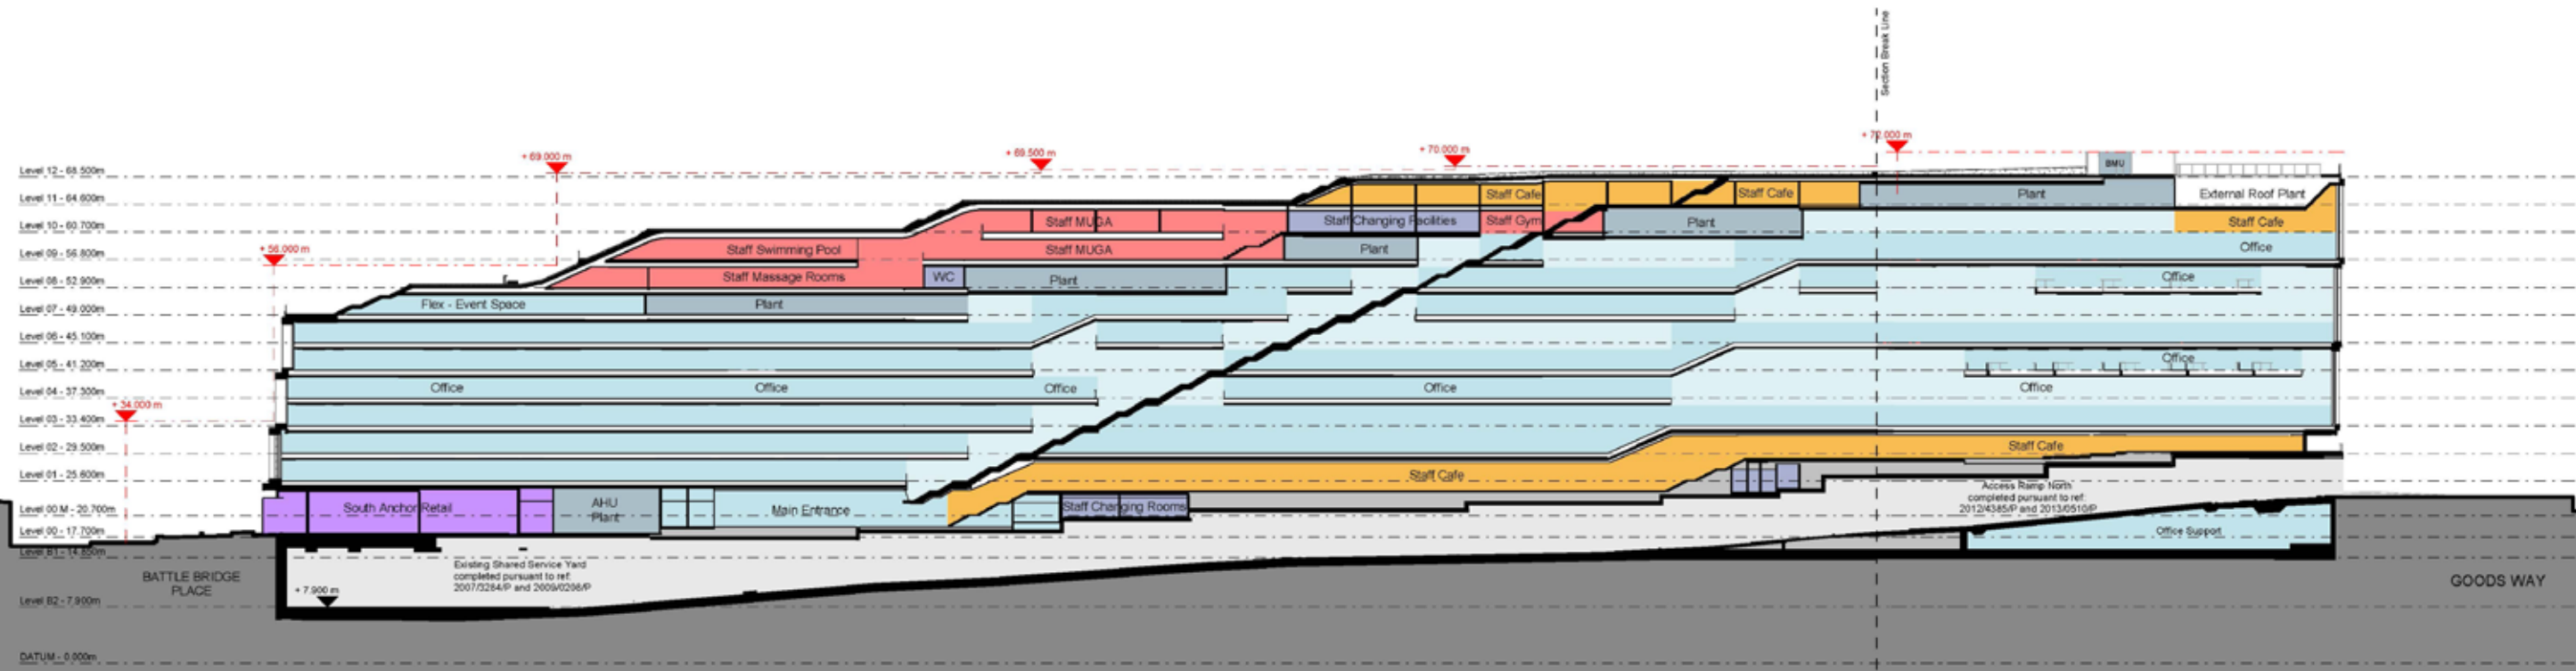 Section Break Line
+ 72.000 m
+ 70.000 m
+ 69.500 m
+ 69.000 m
+ 56.000 m
+ 34.000 m
Level 12 - 68.500m
Level 11 - 64.600m
Level 10 - 60.700m
Level 09 - 56.800m
Level 08 - 52.900m
Level 07 - 49.000m
Level 06 - 45.100m
Level 05 - 41.200m
Level 04 - 37.300m
Level 03 - 33.400m
Level 02 - 29.500m
Level 01 - 25.600m
Level 00 M - 20.700m
Level 00 - 17.700m
Level B1 - 14.850m
Level B2 - 7.900m
DATUM - 0.000m
BMU
Staff Cafe
Staff Cafe
Plant
External Roof Plant
Staff MUGA
Staff Changing Facilities
Staff Gym
Plant
Staff Cafe
Staff Swimming Pool
Staff MUGA
Plant
Office
Staff Massage Rooms
WC
Plant
Office
Flex - Event Space
Plant
Office
Office
Office
Office
Office
Office
Staff Cafe
Staff Cafe
South Anchor Retail
AHU
Plant
Main Entrance
Staff Changing Rooms
Access Ramp North
completed pursuant to ref:
2012/4385/P and 2013/0510/P
Office Support
Existing Shared Service Yard
completed pursuant to ref:
2007/3284/P and 2009/0208/P
+ 7.900 m
BATTLE BRIDGE
PLACE
GOODS WAY